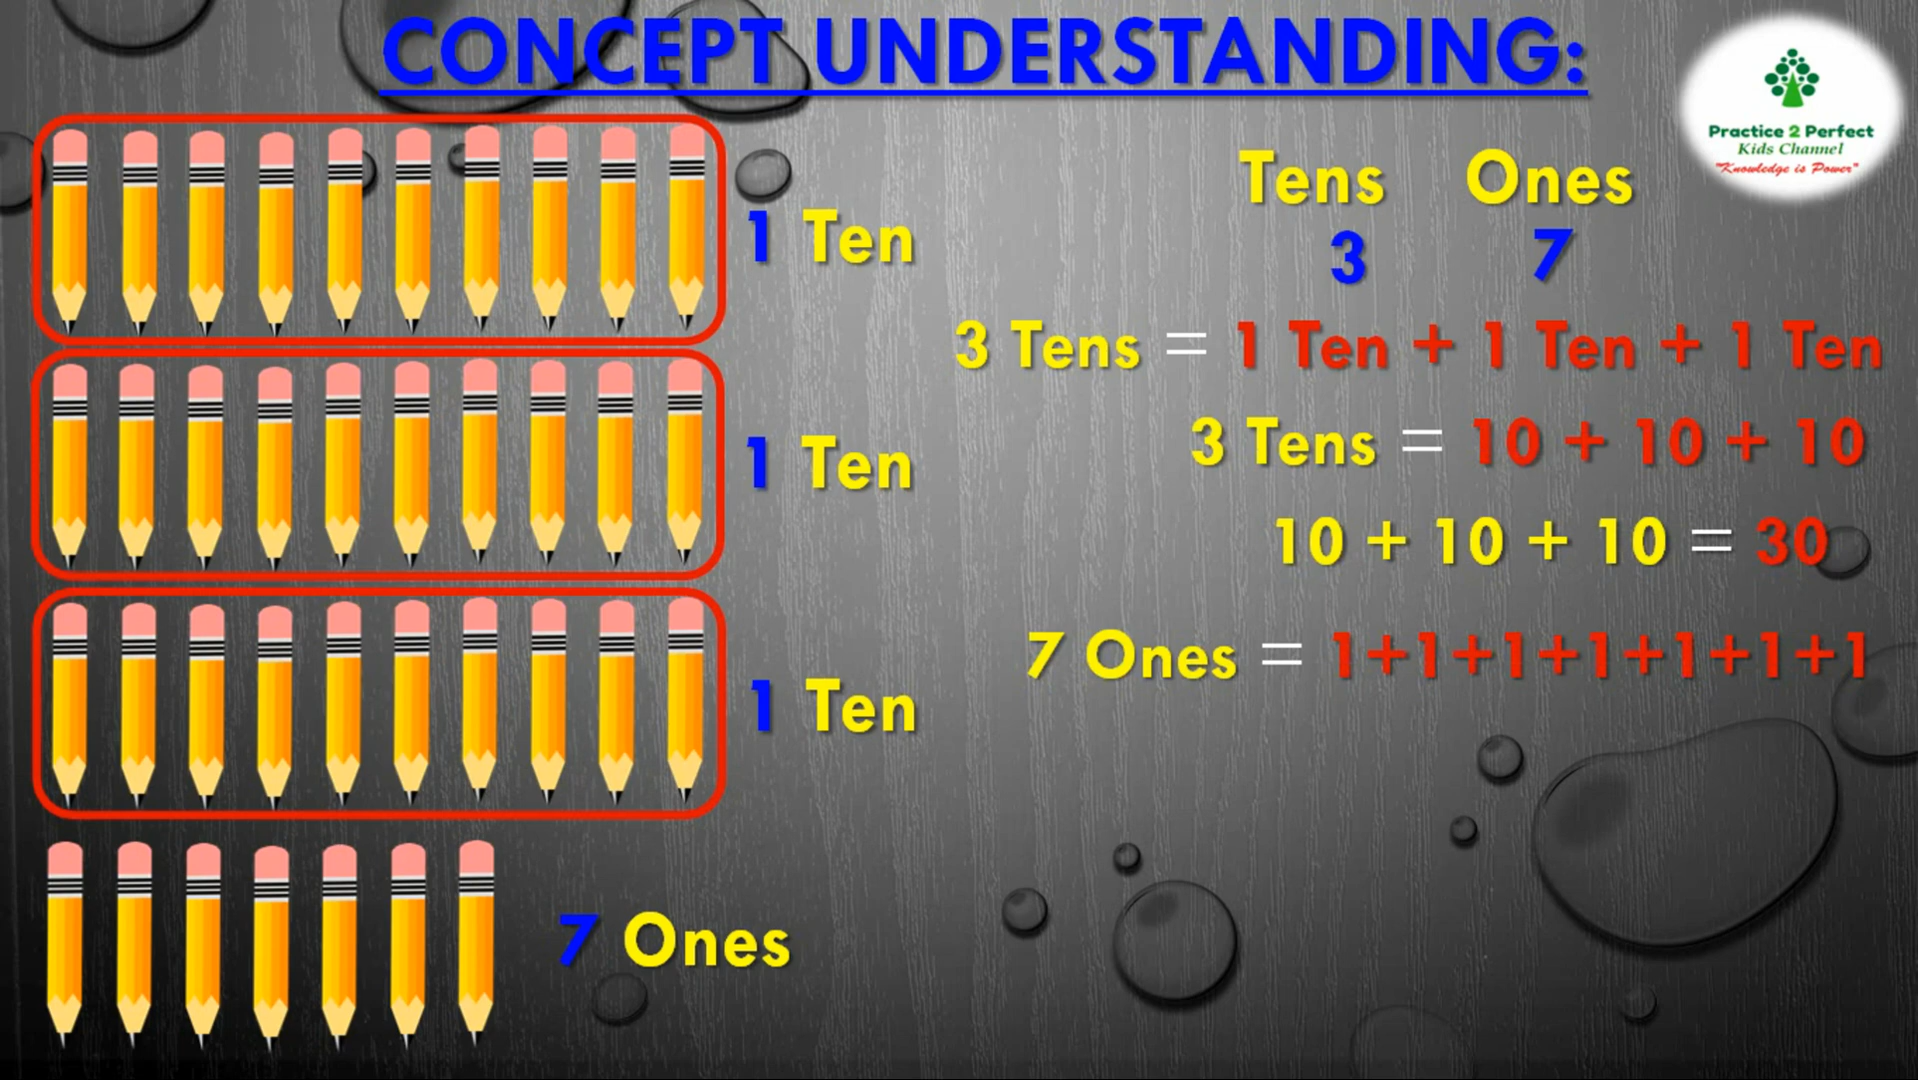 CONCEPT UNDERSTANDING:
Practice 2 Perfect
Kids Channel
"Knowledge is Power"
1 Ten
1 Ten
1 Ten
7 Ones
Tens Ones
3 7
3 Tens = 1 Ten + 1 Ten + 1 Ten
3 Tens = 10 + 10 + 10
10 + 10 + 10 = 30
7 Ones = 1+1+1+1+1+1+1